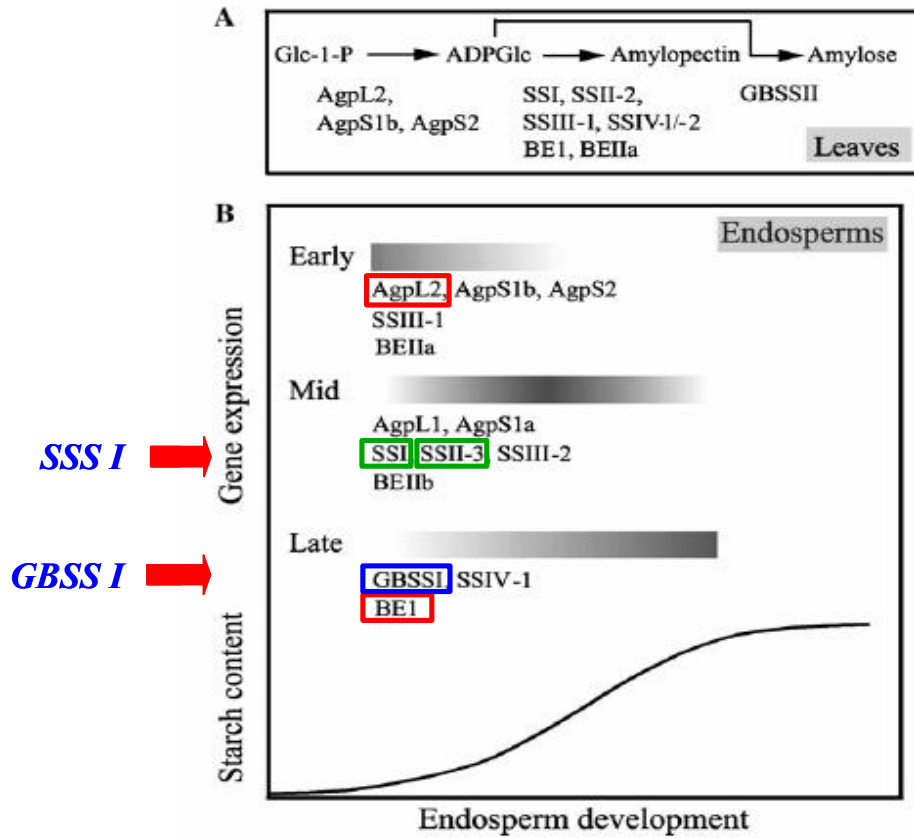 A
Glc-1-P ADPGlc Amylopectin Amylose
AgpL2, SSI, SSII-2, GBSSII
AgpS1b, AgpS2 SSIII-1, SSIV-1/-2
BE1, BEIIa
Leaves
B
Endosperms
Early
AgpL2, AgpS1b, AgpS2
SSIII-1
BEIIa
Mid
AgpL1, AgpS1a
SSI SSII-3 SSIII-2
BEIIb
Late
GBSSI, SSIV-1
BE1
Gene expression
SSS I
GBSS I
Starch content
Endosperm development